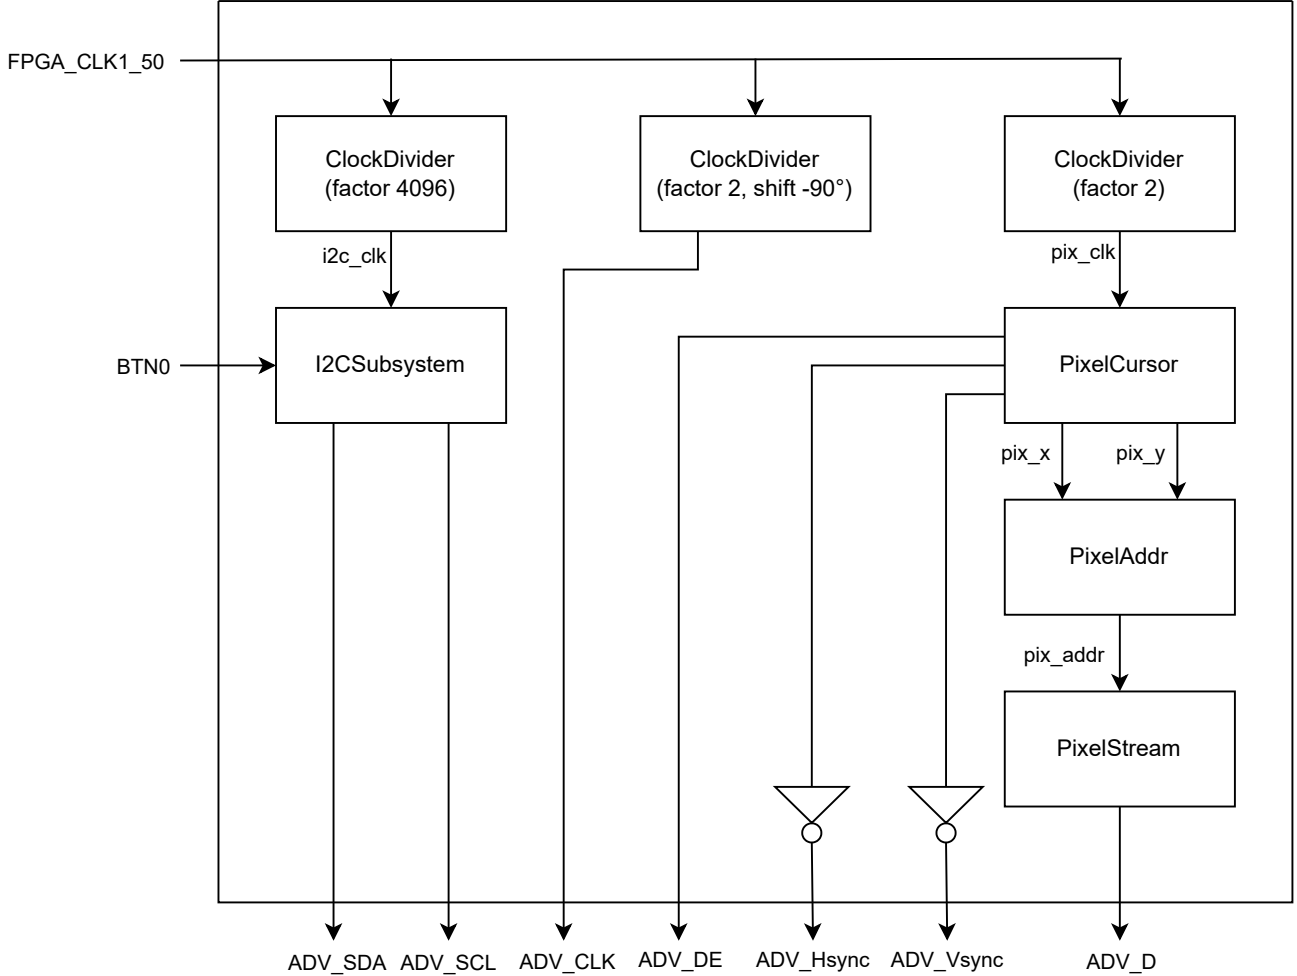 FPGA_CLK1_50
ClockDivider
(factor 4096)
ClockDivider
(factor 2, shift -90°)
ClockDivider
(factor 2)
i2c_clk
pix_clk
BTN0
I2CSubsystem
PixelCursor
pix_x
pix_y
PixelAddr
pix_addr
PixelStream
ADV_SDA
ADV_SCL
ADV_CLK
ADV_DE
ADV_Hsync
ADV_Vsync
ADV_D